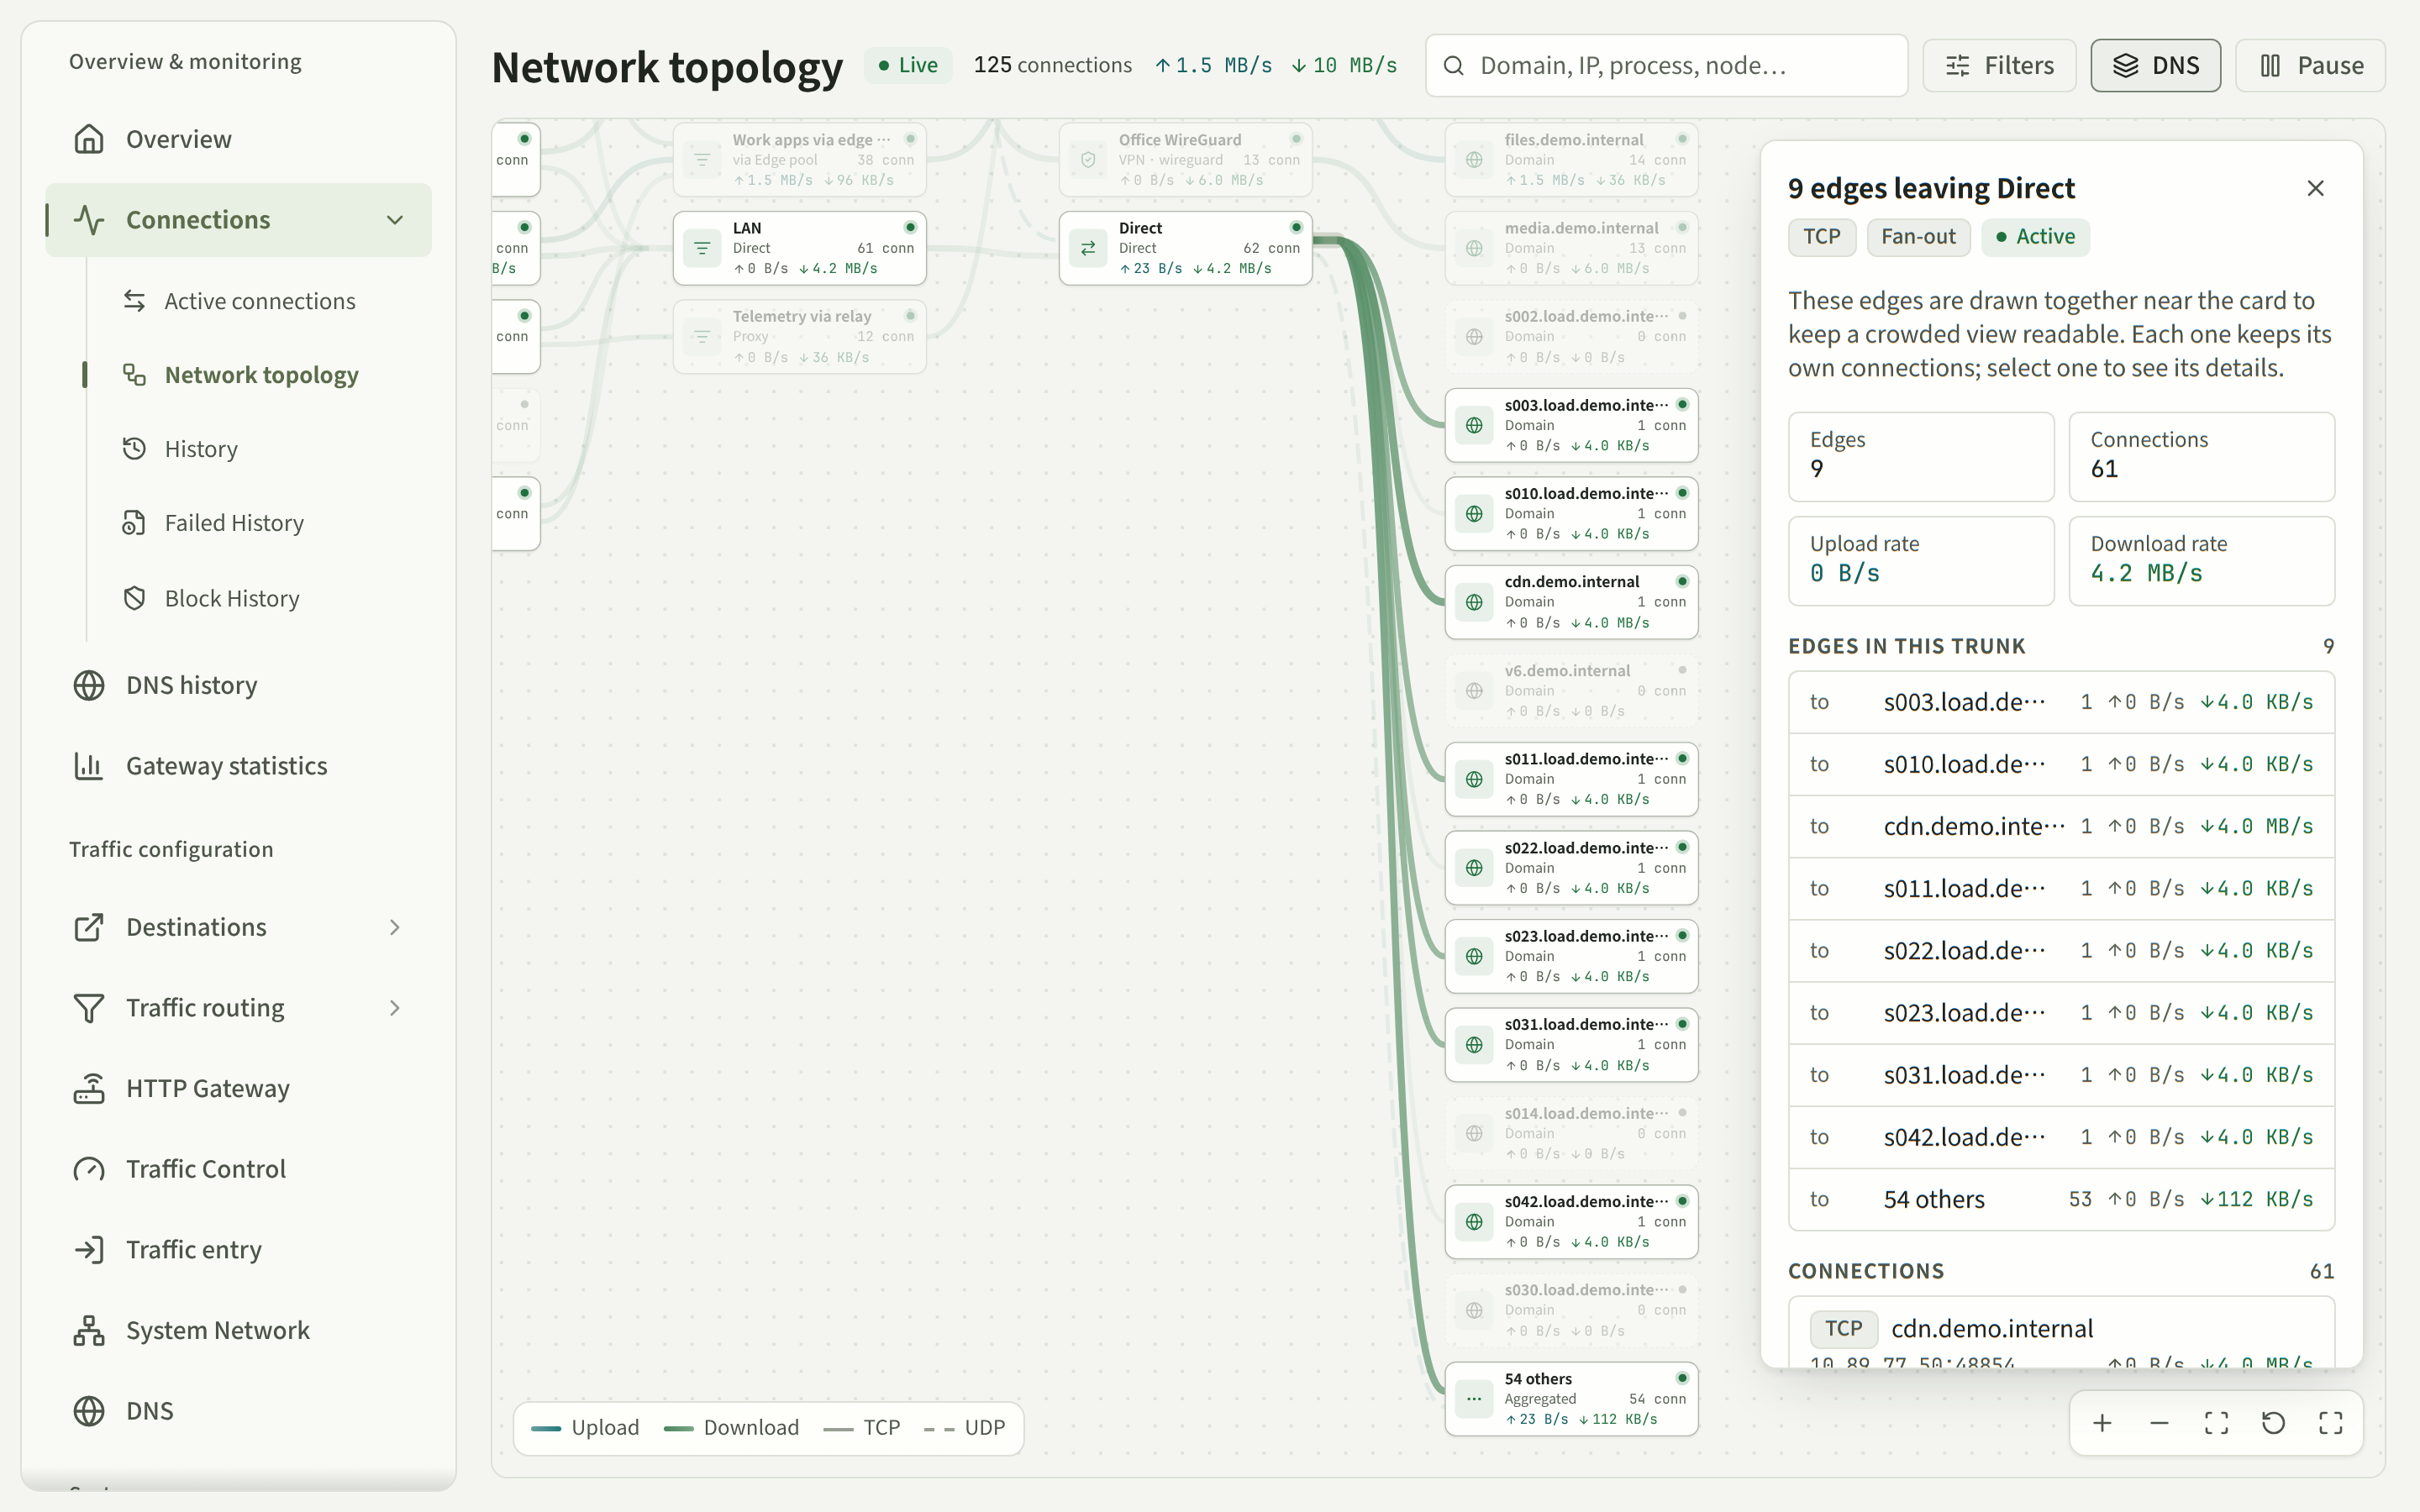 Overview & monitoring
Overview
Connections
Active connections
Network topology
History
Failed History
Block History
DNS history
Gateway statistics
Traffic configuration
Destinations
Traffic routing
HTTP Gateway
Traffic Control
Traffic entry
System Network
DNS
Network topology
Live
125 connections
↑1.5 MB/s ↓10 MB/s
Domain, IP, process, node…
Filters
DNS
Pause
conn
conn
B/s
conn
conn
conn
Work apps via edge ···
via Edge pool 38 conn
↑1.5 MB/s ↓96 KB/s
LAN
Direct 61 conn
↑0 B/s ↓4.2 MB/s
Telemetry via relay
Proxy 12 conn
↑0 B/s ↓36 KB/s
Office WireGuard
VPN · wireguard 13 conn
↑0 B/s ↓6.0 MB/s
Direct
Direct 62 conn
↑23 B/s ↓4.2 MB/s
files.demo.internal
Domain 14 conn
↑1.5 MB/s ↓36 KB/s
media.demo.internal
Domain 13 conn
↑0 B/s ↓6.0 MB/s
s002.load.demo.inte···
Domain 0 conn
↑0 B/s ↓0 B/s
s003.load.demo.inte···
Domain 1 conn
↑0 B/s ↓4.0 KB/s
s010.load.demo.inte···
Domain 1 conn
↑0 B/s ↓4.0 KB/s
cdn.demo.internal
Domain 1 conn
↑0 B/s ↓4.0 MB/s
v6.demo.internal
Domain 0 conn
↑0 B/s ↓0 B/s
s011.load.demo.inte···
Domain 1 conn
↑0 B/s ↓4.0 KB/s
s022.load.demo.inte···
Domain 1 conn
↑0 B/s ↓4.0 KB/s
s023.load.demo.inte···
Domain 1 conn
↑0 B/s ↓4.0 KB/s
s031.load.demo.inte···
Domain 1 conn
↑0 B/s ↓4.0 KB/s
s014.load.demo.inte···
Domain 0 conn
↑0 B/s ↓0 B/s
s042.load.demo.inte···
Domain 1 conn
↑0 B/s ↓4.0 KB/s
s030.load.demo.inte···
Domain 0 conn
↑0 B/s ↓0 B/s
54 others
Aggregated 54 conn
↑23 B/s ↓112 KB/s
Upload Download TCP UDP
9 edges leaving Direct
TCP Fan-out Active
These edges are drawn together near the card to
keep a crowded view readable. Each one keeps its
own connections; select one to see its details.
Edges
9
Connections
61
Upload rate
0 B/s
Download rate
4.2 MB/s
EDGES IN THIS TRUNK 9
to s003.load.de··· 1 ↑0 B/s ↓4.0 KB/s
to s010.load.de··· 1 ↑0 B/s ↓4.0 KB/s
to cdn.demo.inte··· 1 ↑0 B/s ↓4.0 MB/s
to s011.load.de··· 1 ↑0 B/s ↓4.0 KB/s
to s022.load.de··· 1 ↑0 B/s ↓4.0 KB/s
to s023.load.de··· 1 ↑0 B/s ↓4.0 KB/s
to s031.load.de··· 1 ↑0 B/s ↓4.0 KB/s
to s042.load.de··· 1 ↑0 B/s ↓4.0 KB/s
to 54 others 53 ↑0 B/s ↓112 KB/s
CONNECTIONS 61
TCP cdn.demo.internal
10.89.77.50:48854 ↑0 B/s ↓4.0 MB/s